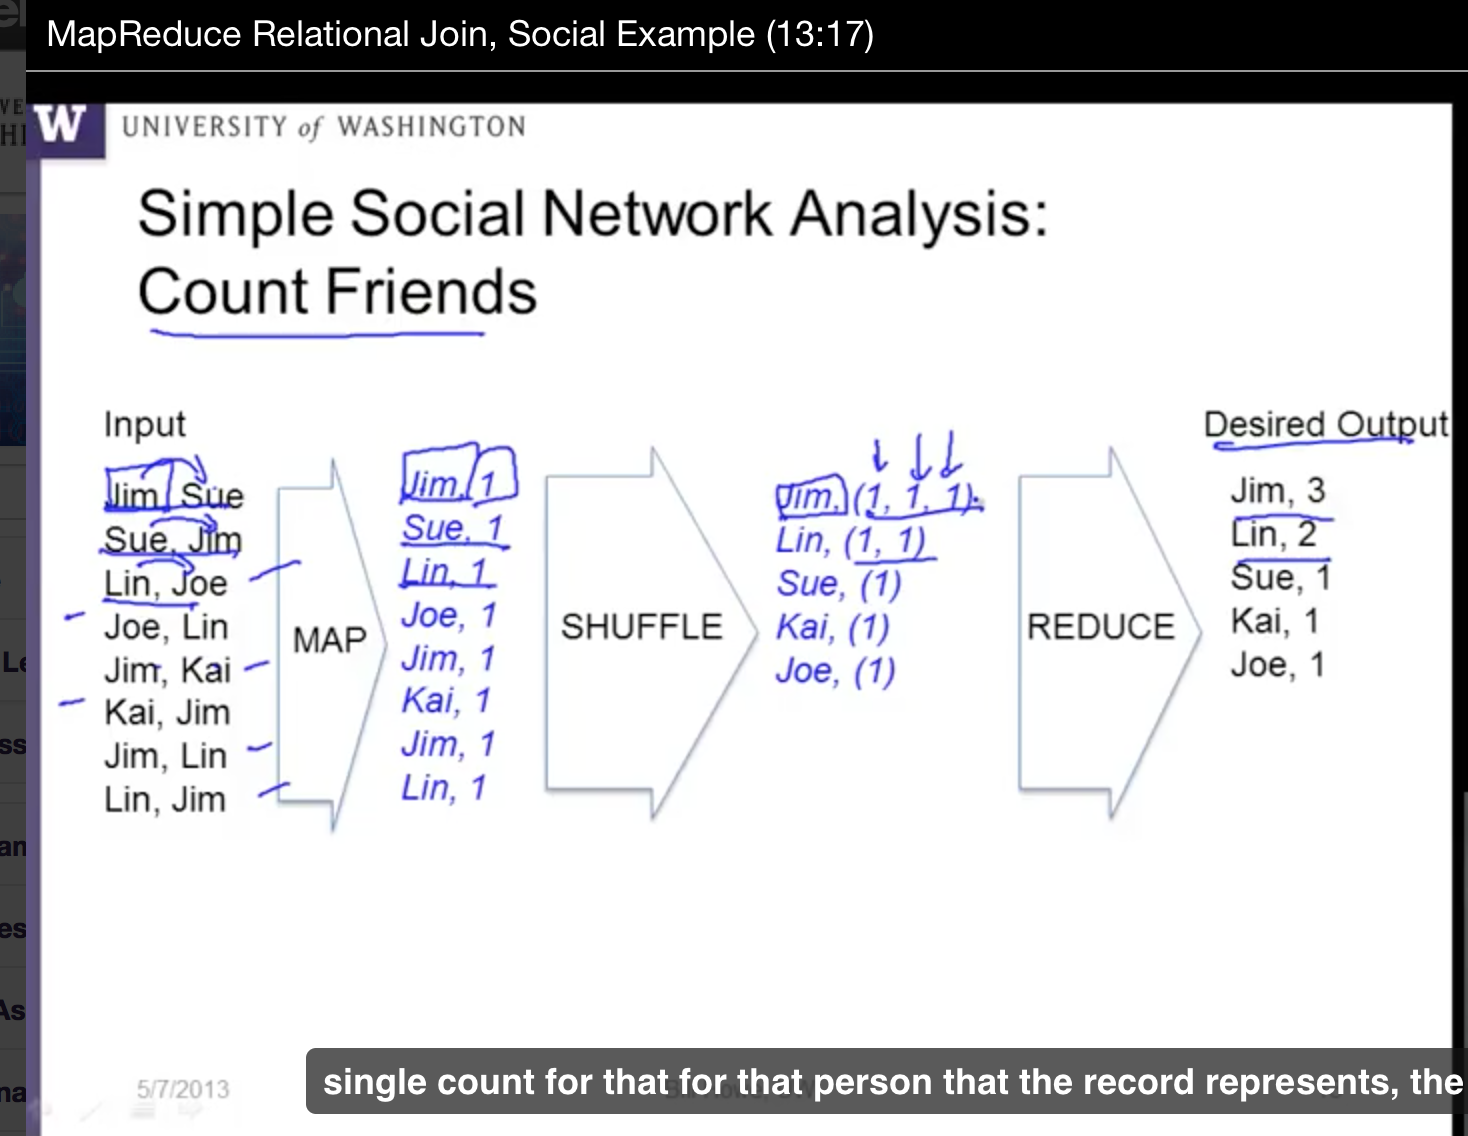 MapReduce Relational Join, Social Example (13:17)
W UNIVERSITY of WASHINGTON
Simple Social Network Analysis:
Count Friends
Input
Jim, Sue
Sue, Jim
Lin, Joe
Joe, Lin
Jim, Kai
Kai, Jim
Jim, Lin
Lin, Jim
MAP
Jim, 1
Sue, 1
Lin, 1
Joe, 1
Jim, 1
Kai, 1
Jim, 1
Lin, 1
SHUFFLE
Jim, (1, 1, 1)
Lin, (1, 1)
Sue, (1)
Kai, (1)
Joe, (1)
REDUCE
Desired Output
Jim, 3
Lin, 2
Sue, 1
Kai, 1
Joe, 1
5/7/2013
single count for that for that person that the record represents, the